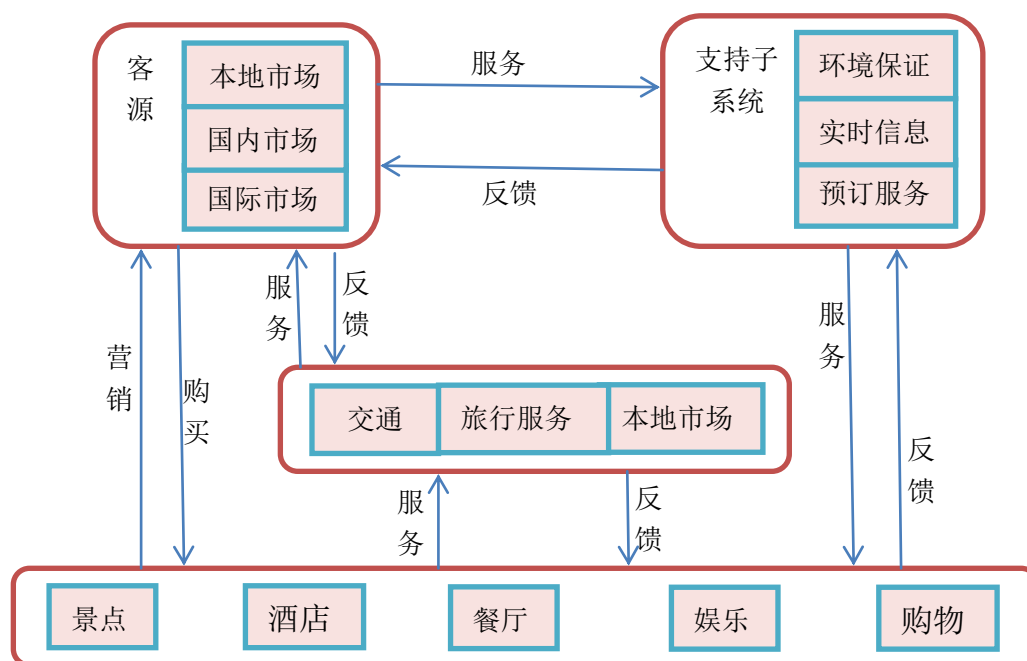 客源
本地市场
国内市场
国际市场
服务
反馈
支持子
系统
环境保证
实时信息
预订服务
营销
购买
服务
反馈
服务
反馈
交通
旅行服务
本地市场
服务
反馈
景点
酒店
餐厅
娱乐
购物